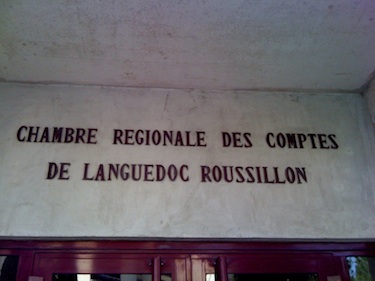 CHAMBRE REGIONALE DES COMPTES
DE LANGUEDOC ROUSSILLON